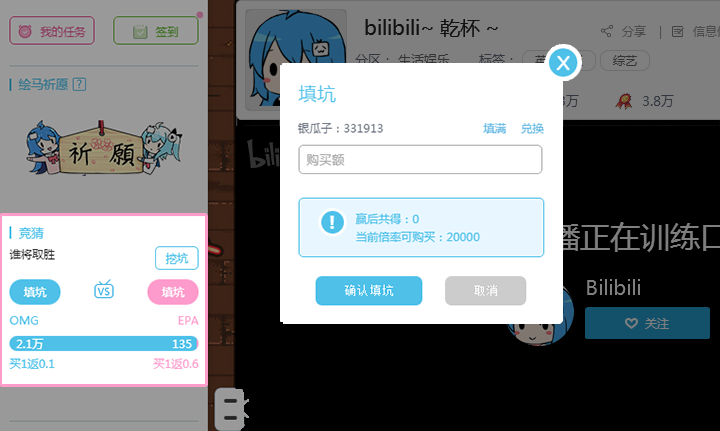 我的任务
签到
绘马祈愿 ?
祈願
竞猜
谁将取胜
挖坑
填坑
VS
填坑
OMG
EPA
2.1万
135
买1返0.1
买1返0.6
bilibili~ 乾杯 ~
分享
分区： 生活娱乐
标签：
综艺
3.8万
填坑
X
银瓜子：331913
填满
兑换
购买额
赢后共得：0
当前倍率可购买：20000
确认填坑
取消
播正在训练
Bilibili
关注